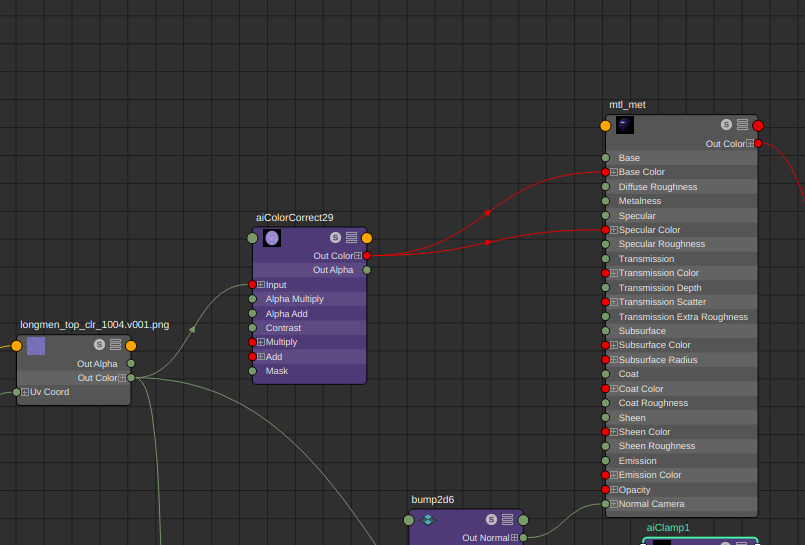 mtl_met
S
Out Color
Base
Base Color
Diffuse Roughness
Metalness
Specular
Specular Color
Specular Roughness
Transmission
Transmission Color
Transmission Depth
Transmission Scatter
Transmission Extra Roughness
Subsurface
Subsurface Color
Subsurface Radius
Coat
Coat Color
Coat Roughness
Sheen
Sheen Color
Sheen Roughness
Emission
Emission Color
Opacity
Normal Camera
aiColorCorrect29
S
Out Color
Out Alpha
Input
Alpha Multiply
Alpha Add
Contrast
Multiply
Add
Mask
longmen_top_clr_1004.v001.png
S
Out Alpha
Out Color
Uv Coord
bump2d6
S
Out Normal
aiClamp1